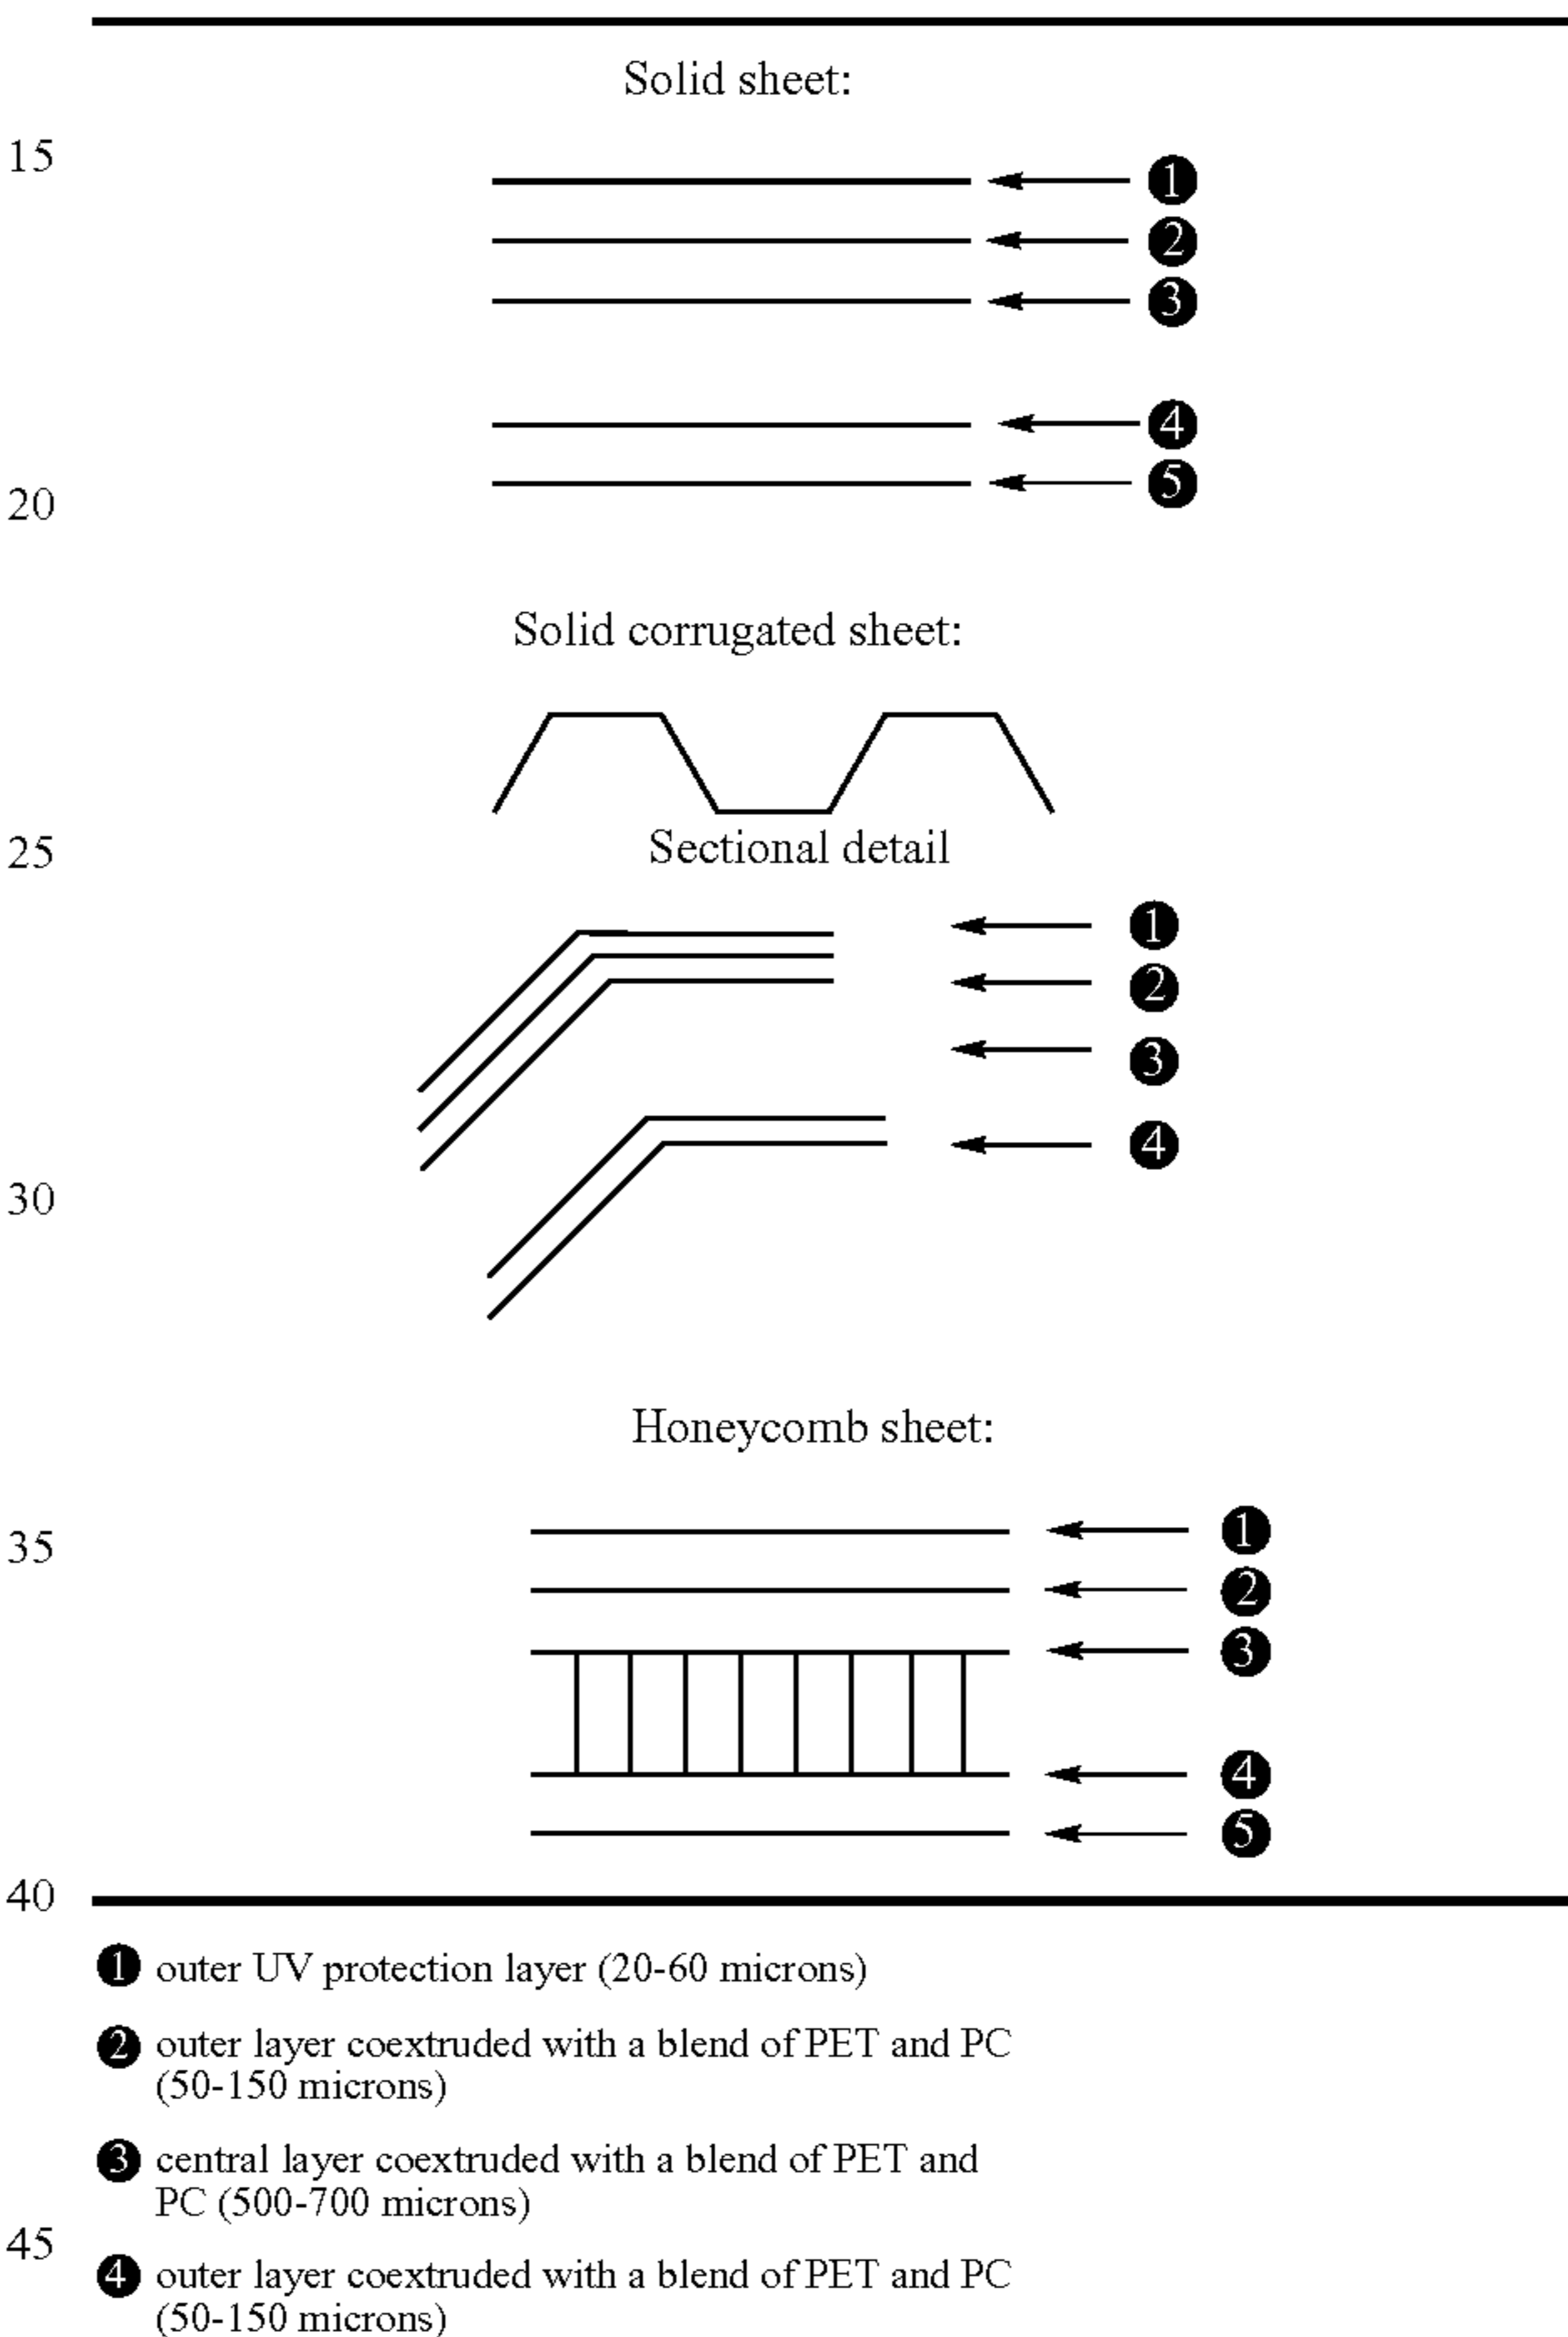 Solid sheet:
15
1
2
3
4
20
5
Solid corrugated sheet:
25
Sectional detail
1
2
3
4
30
Honeycomb sheet:
35
1
2
3
4
5
40
1 outer UV protection layer (20-60 microns)
2 outer layer coextruded with a blend of PET and PC
(50-150 microns)
3 central layer coextruded with a blend of PET and
PC (500-700 microns)
45
4 outer layer coextruded with a blend of PET and PC
(50-150 microns)